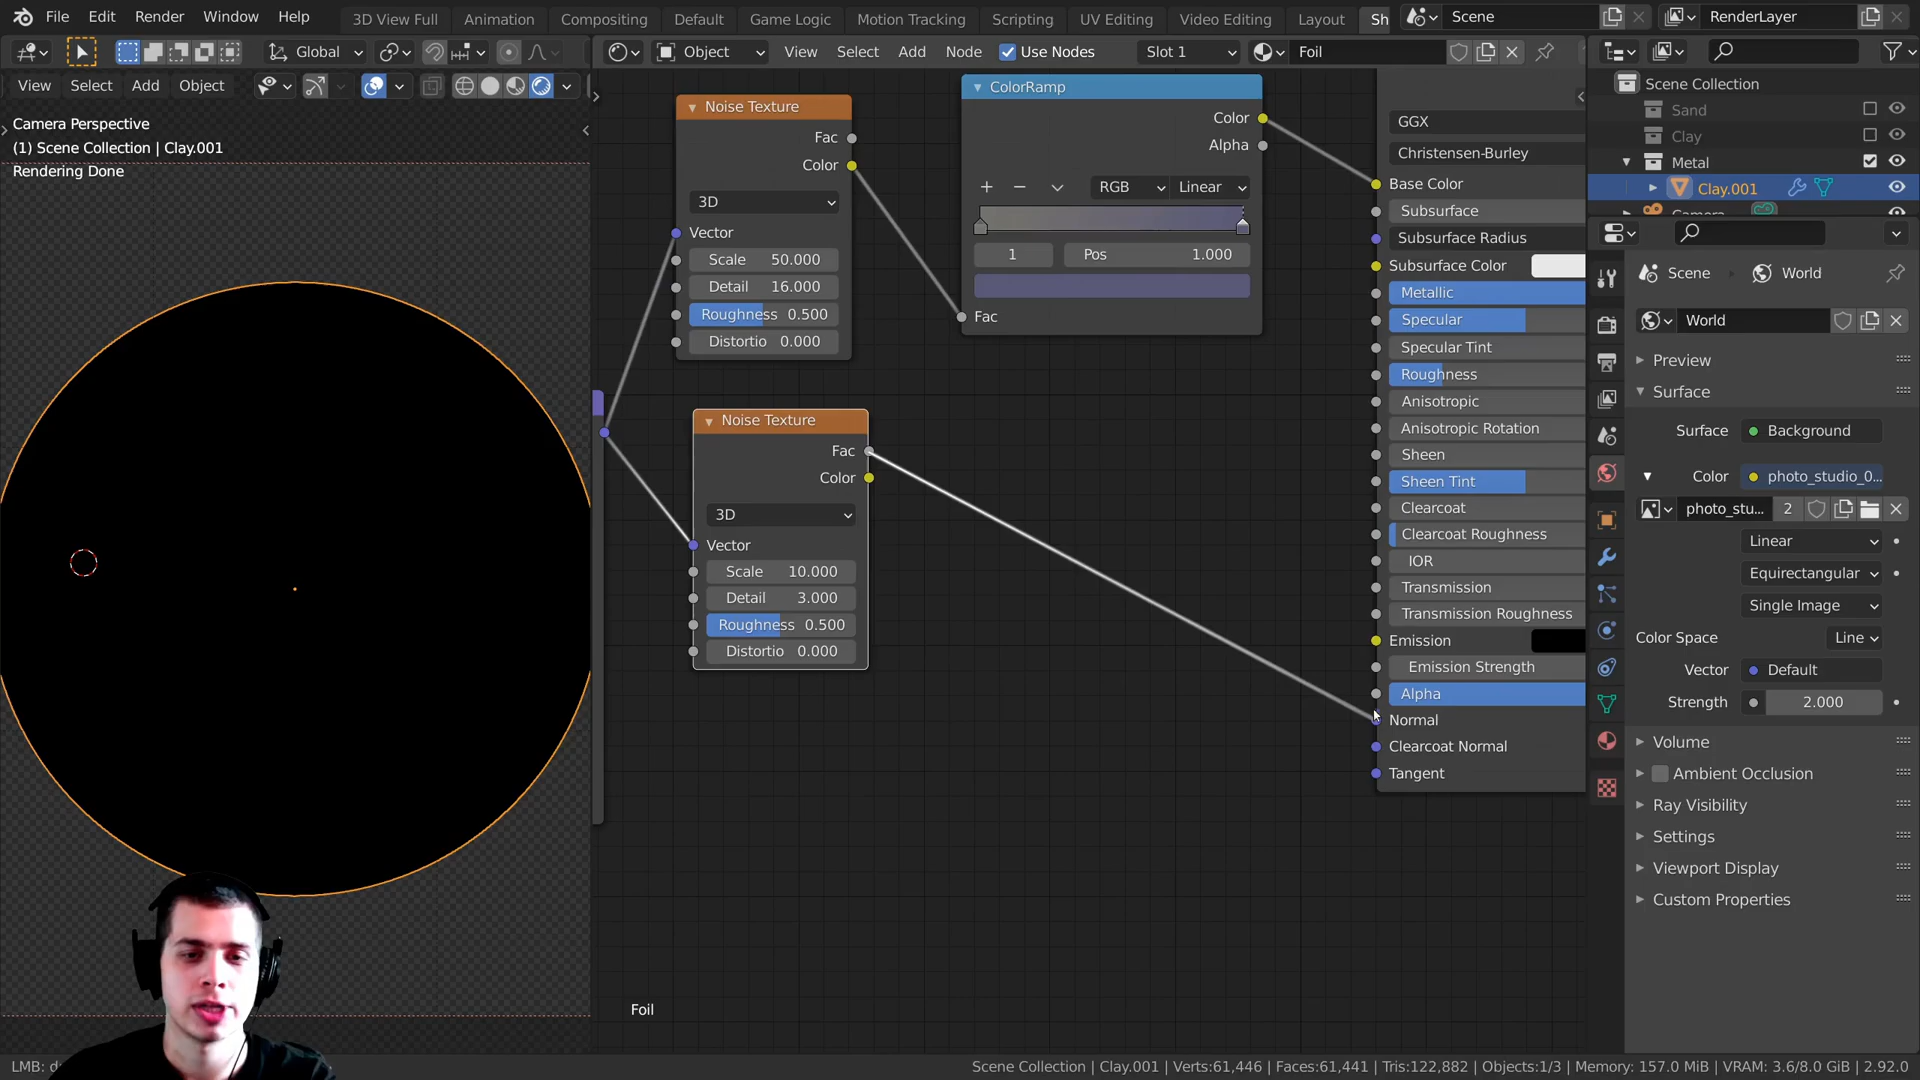 File Edit Render Window Help 3D View Full Animation Compositing Default Game Logic Motion Tracking Scripting UV Editing Video Editing Layout Sh Scene RenderLayer
Global Object View Select Add Node Use Nodes Slot 1 Foil
View Select Add Object
Camera Perspective
(1) Scene Collection | Clay.001
Rendering Done
Noise Texture
Fac
Color
3D
Vector
Scale 50.000
Detail 16.000
Roughness 0.500
Distortio 0.000
ColorRamp
Color
Alpha
RGB Linear
1 Pos 1.000
Fac
Noise Texture
Fac
Color
3D
Vector
Scale 10.000
Detail 3.000
Roughness 0.500
Distortio 0.000
GGX
Christensen-Burley
Base Color
Subsurface
Subsurface Radius
Subsurface Color
Metallic
Specular
Specular Tint
Roughness
Anisotropic
Anisotropic Rotation
Sheen
Sheen Tint
Clearcoat
Clearcoat Roughness
IOR
Transmission
Transmission Roughness
Emission
Emission Strength
Alpha
Normal
Clearcoat Normal
Tangent
Foil
Scene Collection
Sand
Clay
Metal
Clay.001
Scene World
World
Preview
Surface
Surface Background
Color photo_studio_0...
photo_stu... 2
Linear
Equirectangular
Single Image
Color Space Line
Vector Default
Strength 2.000
Volume
Ambient Occlusion
Ray Visibility
Settings
Viewport Display
Custom Properties
Scene Collection | Clay.001 | Verts:61,446 | Faces:61,441 | Tris:122,882 | Objects:1/3 | Memory: 157.0 MiB | VRAM: 3.6/8.0 GiB | 2.92.0